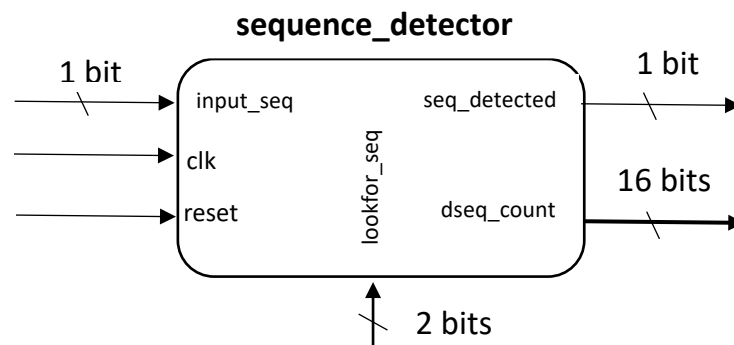 sequence_detector
1 bit
1 bit
input_seq
seq_detected
clk
lookfor_seq
16 bits
reset
dseq_count
2 bits